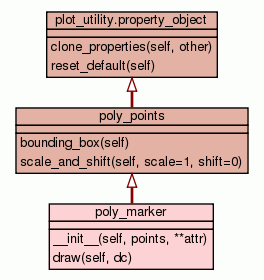 plot_utility.property_object
clone_properties(self, other)
reset_default(self)
poly_points
bounding_box(self)
scale_and_shift(self, scale=1, shift=0)
poly_marker
__init__(self, points, **attr)
draw(self, dc)